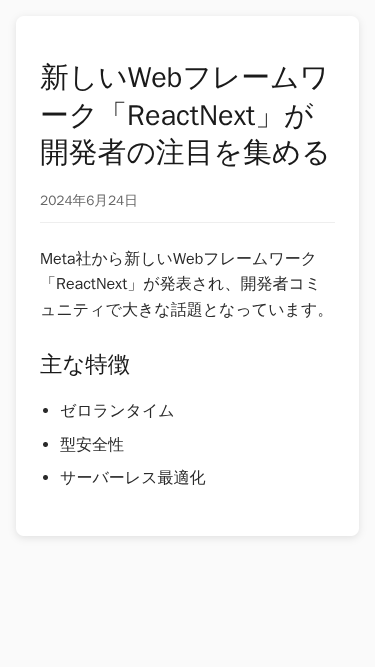 新しいWebフレームワ
ーク「ReactNext」が
開発者の注目を集める
2024年6月24日
Meta社から新しいWebフレームワーク
「ReactNext」が発表され、開発者コミ
ュニティで大きな話題となっています。
主な特徴
• ゼロランタイム
• 型安全性
• サーバーレス最適化